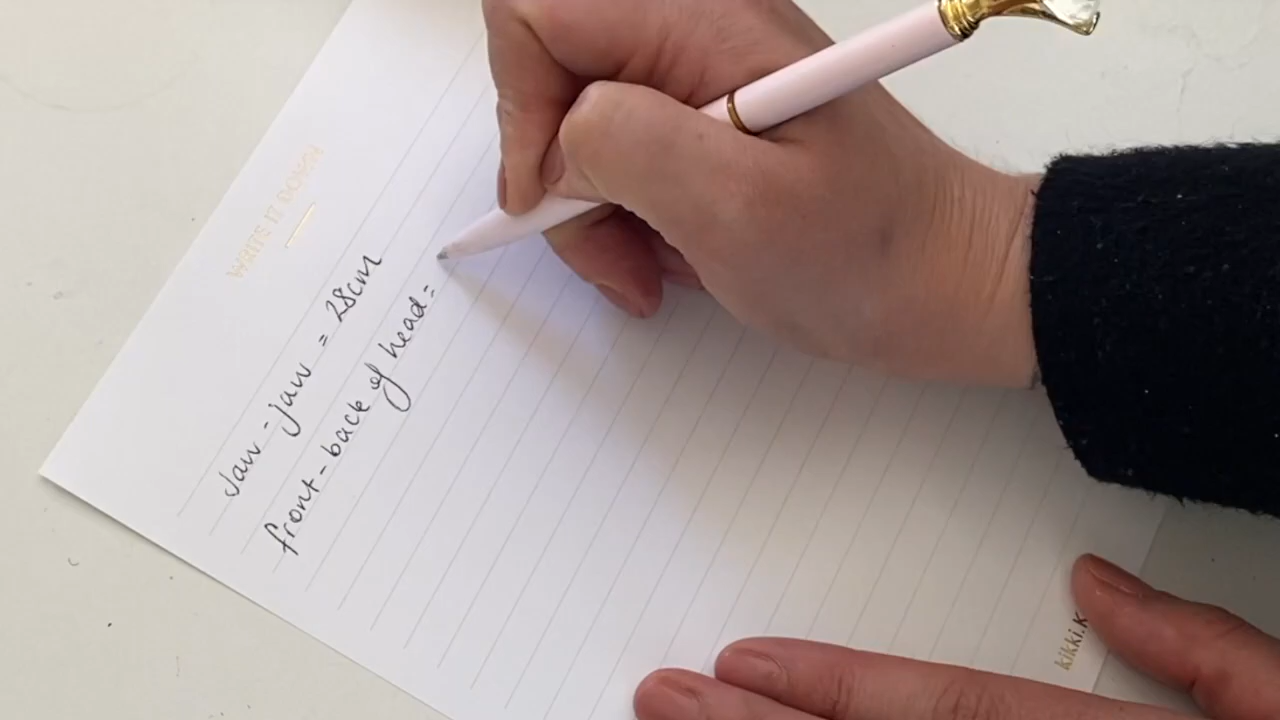 WRITE IT DOWN
Jaw - jaw = 28cm
front - back of head =
kikki.K